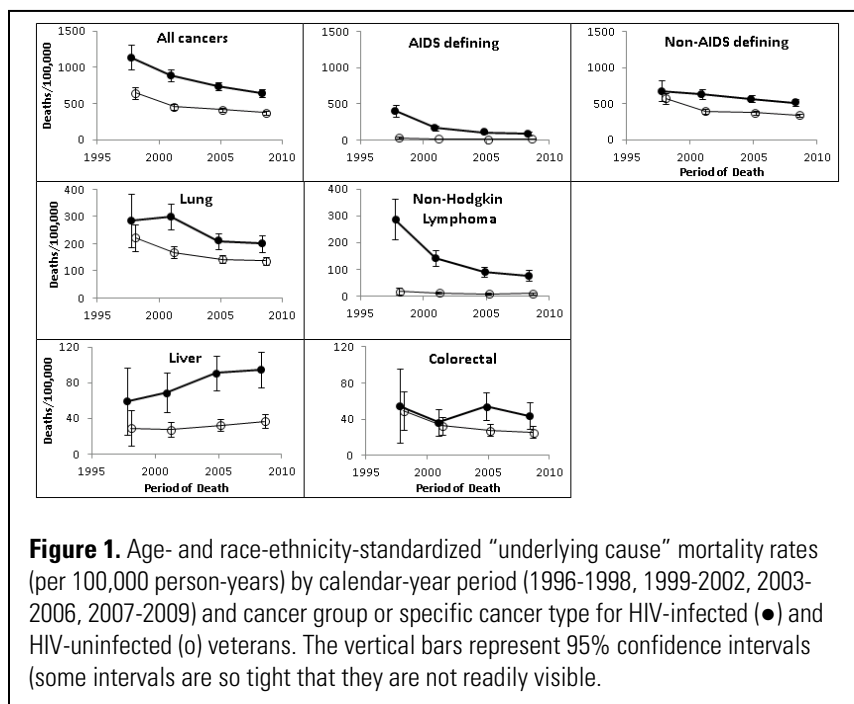 All cancers
AIDS defining
Non-AIDS defining
Deaths/100,000
1500
1000
500
0
1995 2000 2005 2010
1500
1000
500
0
1995 2000 2005 2010
1500
1000
500
0
1995 2000 2005 2010
Period of Death
Lung
Non-Hodgkin
Lymphoma
Deaths/100,000
400
300
200
100
0
1995 2000 2005 2010
400
300
200
100
0
1995 2000 2005 2010
Liver
Colorectal
Deaths/100,000
120
80
40
0
1995 2000 2005 2010
Period of Death
120
80
40
0
1995 2000 2005 2010
Period of Death
Figure 1. Age- and race-ethnicity-standardized “underlying cause” mortality rates
(per 100,000 person-years) by calendar-year period (1996-1998, 1999-2002, 2003-
2006, 2007-2009) and cancer group or specific cancer type for HIV-infected (●) and
HIV-uninfected (o) veterans. The vertical bars represent 95% confidence intervals
(some intervals are so tight that they are not readily visible.